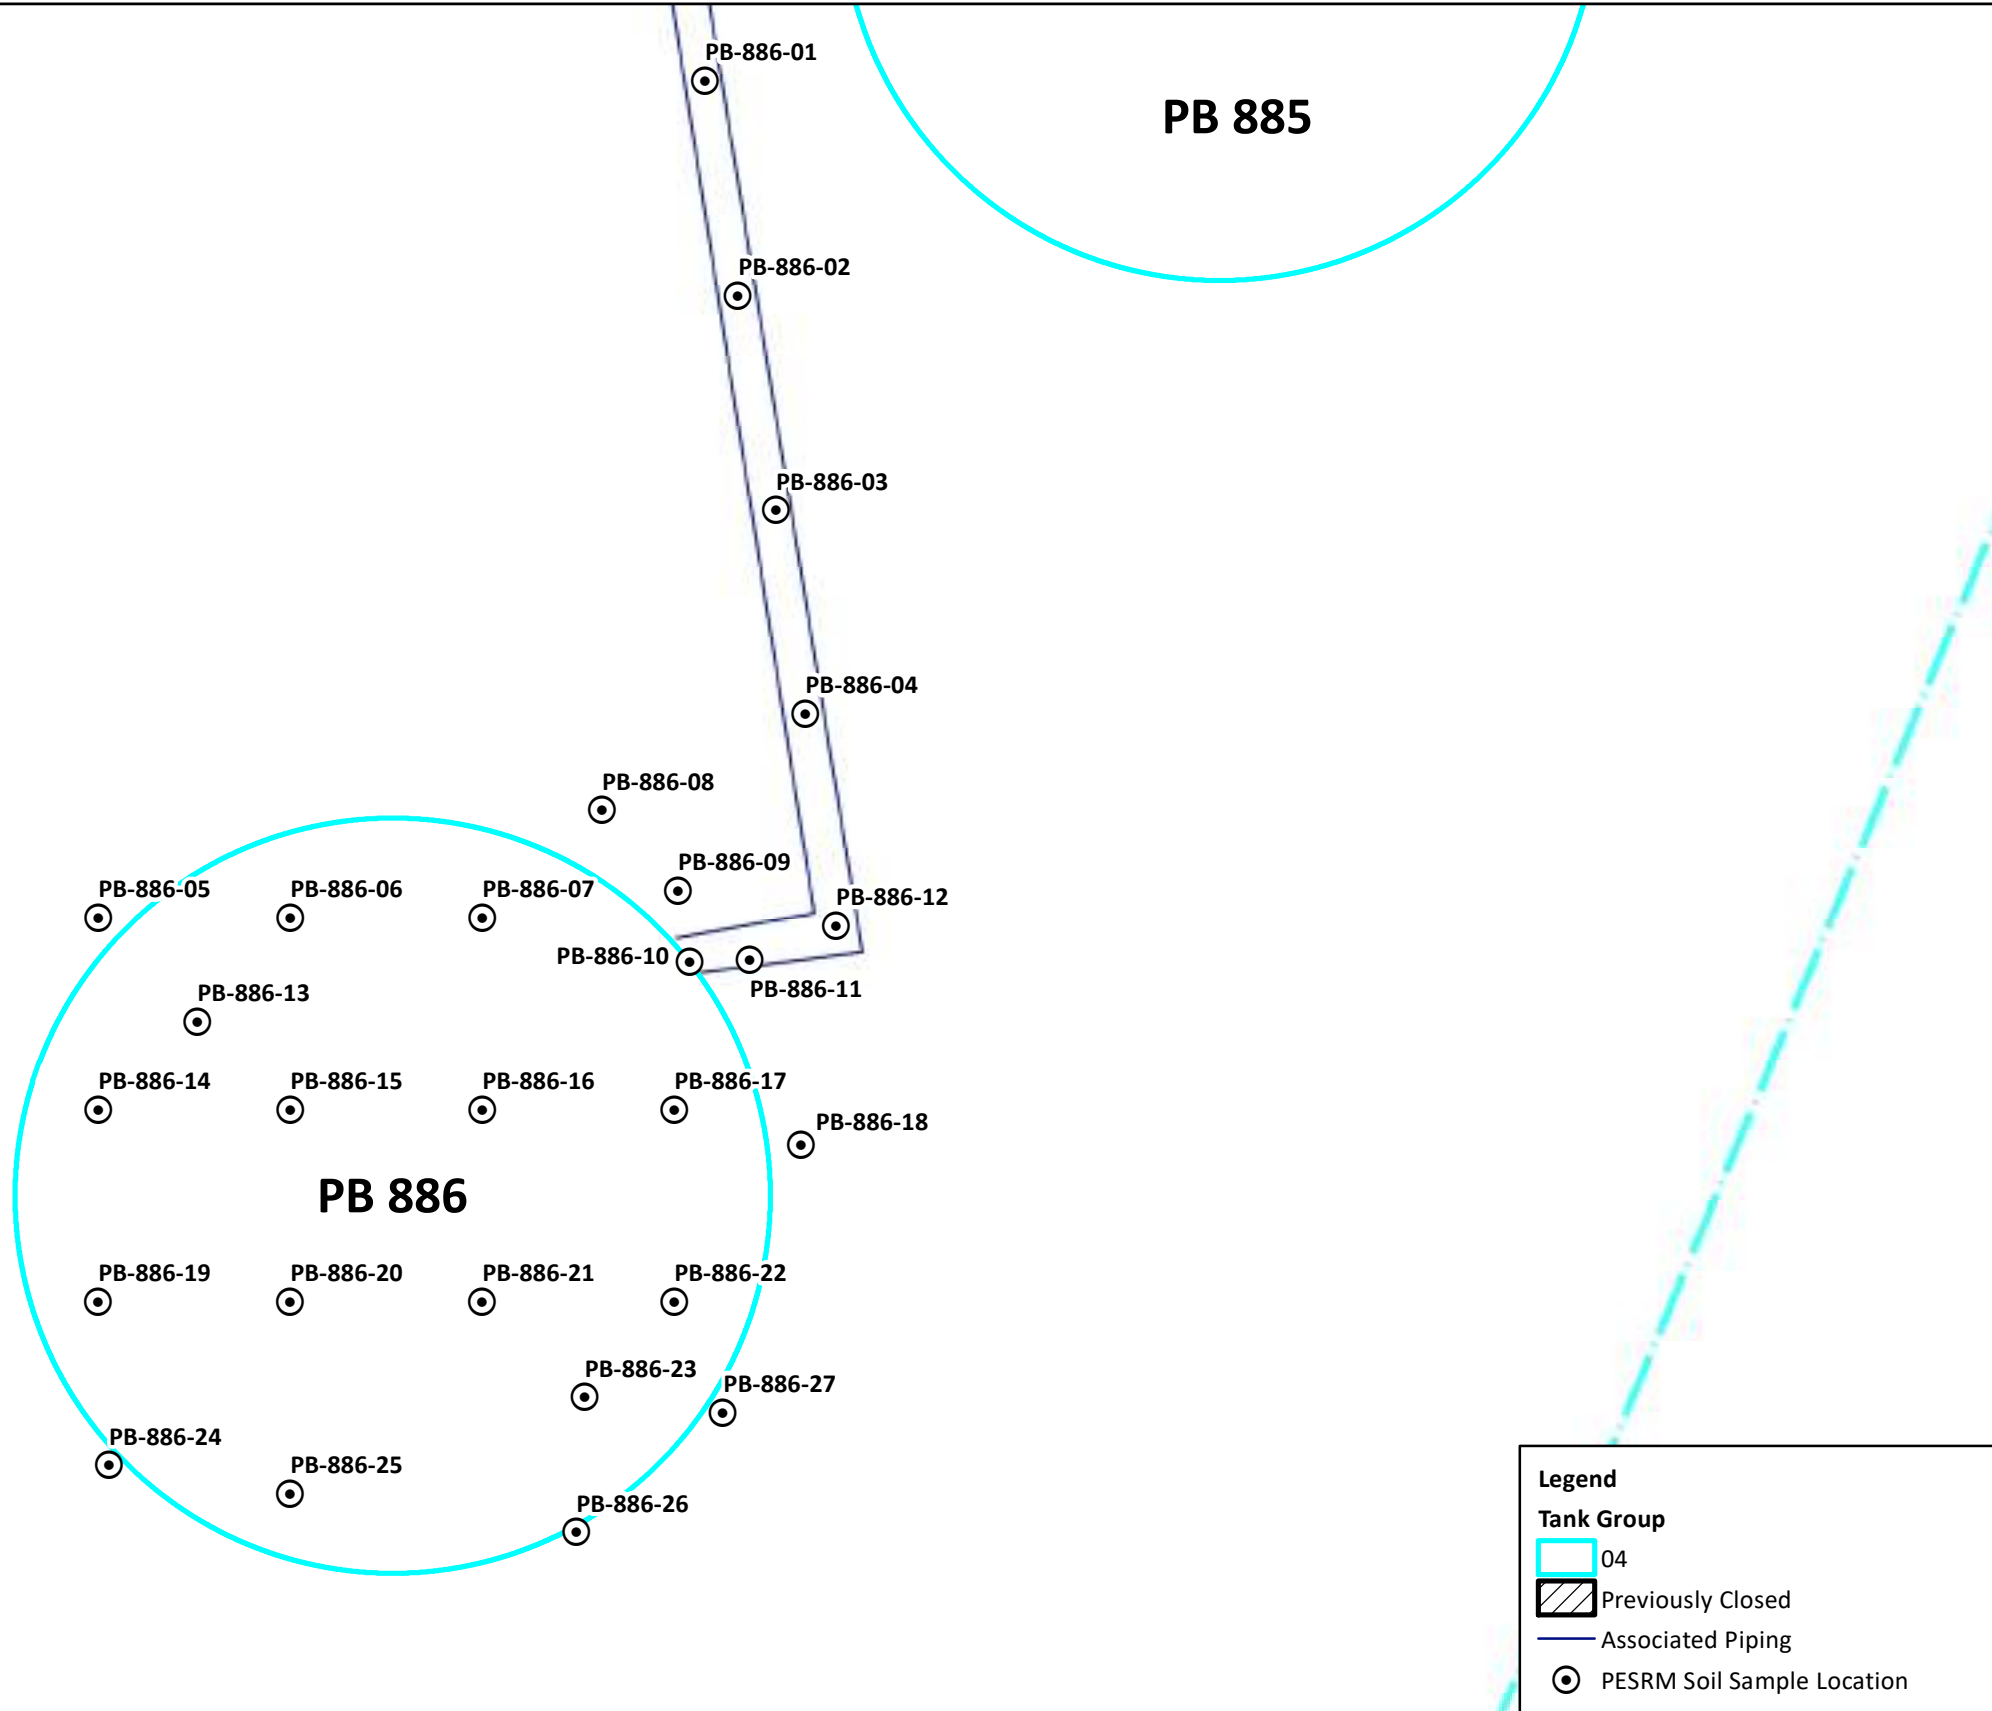 PB-886-01
PB 885
PB-886-02
PB-886-03
PB-886-04
PB-886-08
PB-886-09
PB-886-05
PB-886-06
PB-886-07
PB-886-12
PB-886-10
PB-886-11
PB-886-13
PB-886-14
PB-886-15
PB-886-16
PB-886-17
PB-886-18
PB 886
PB-886-19
PB-886-20
PB-886-21
PB-886-22
PB-886-23
PB-886-27
PB-886-24
PB-886-25
PB-886-26
Legend
Tank Group
04
Previously Closed
Associated Piping
PESRM Soil Sample Location